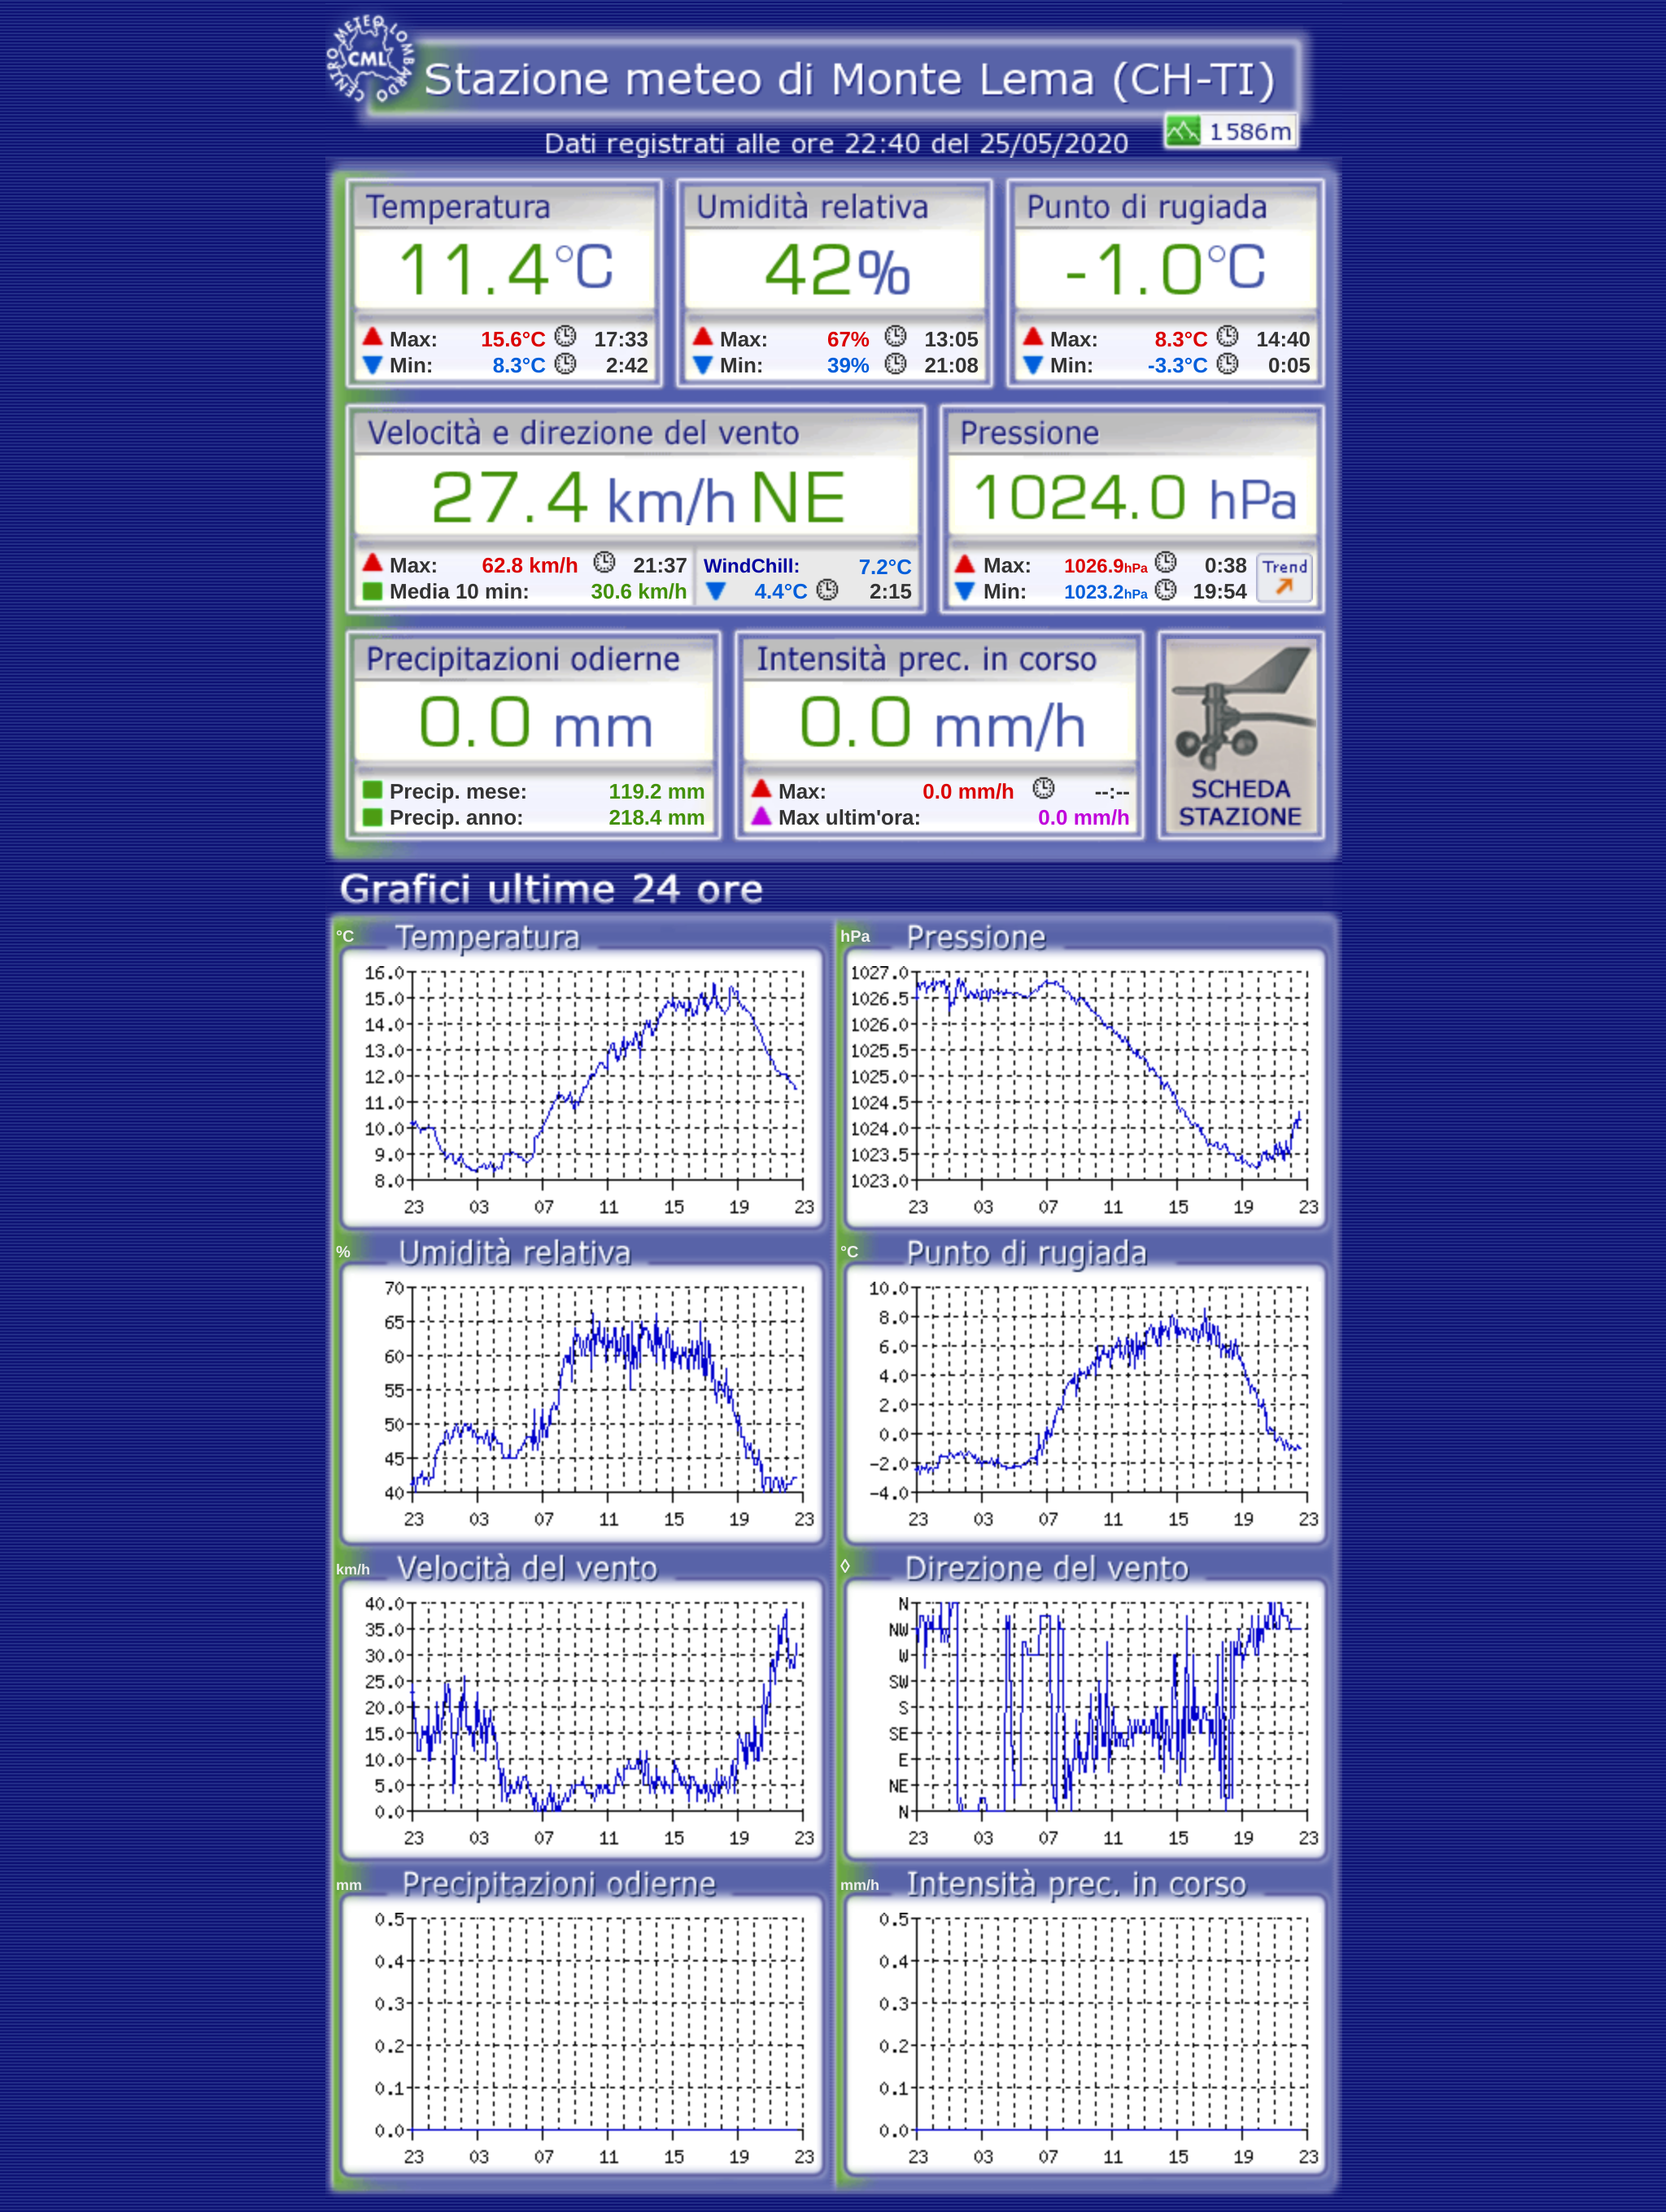 CENTRO METEO LOMBARDO
CML
Stazione meteo di Monte Lema (CH-TI)
Dati registrati alle ore 22:40 del 25/05/2020
1586m
Temperatura
11.4°C
Max: 15.6°C 17:33
Min: 8.3°C 2:42
Umidità relativa
42%
Max: 67% 13:05
Min: 39% 21:08
Punto di rugiada
-1.0°C
Max: 8.3°C 14:40
Min: -3.3°C 0:05
Velocità e direzione del vento
27.4 km/h NE
Max: 62.8 km/h 21:37
Media 10 min: 30.6 km/h
WindChill: 7.2°C
4.4°C 2:15
Pressione
1024.0 hPa
Max: 1026.9hPa 0:38
Min: 1023.2hPa 19:54
Trend
Precipitazioni odierne
0.0 mm
Precip. mese: 119.2 mm
Precip. anno: 218.4 mm
Intensità prec. in corso
0.0 mm/h
Max: 0.0 mm/h --:--
Max ultim'ora: 0.0 mm/h
SCHEDA
STAZIONE
Grafici ultime 24 ore
°C Temperatura
16.0
15.0
14.0
13.0
12.0
11.0
10.0
9.0
8.0
23 03 07 11 15 19 23
hPa Pressione
1027.0
1026.5
1026.0
1025.5
1025.0
1024.5
1024.0
1023.5
1023.0
23 03 07 11 15 19 23
% Umidità relativa
70
65
60
55
50
45
40
23 03 07 11 15 19 23
°C Punto di rugiada
10.0
8.0
6.0
4.0
2.0
0.0
-2.0
-4.0
23 03 07 11 15 19 23
km/h Velocità del vento
40.0
35.0
30.0
25.0
20.0
15.0
10.0
5.0
0.0
23 03 07 11 15 19 23
◊ Direzione del vento
N
NW
W
SW
S
SE
E
NE
N
23 03 07 11 15 19 23
mm Precipitazioni odierne
0.5
0.4
0.3
0.2
0.1
0.0
23 03 07 11 15 19 23
mm/h Intensità prec. in corso
0.5
0.4
0.3
0.2
0.1
0.0
23 03 07 11 15 19 23